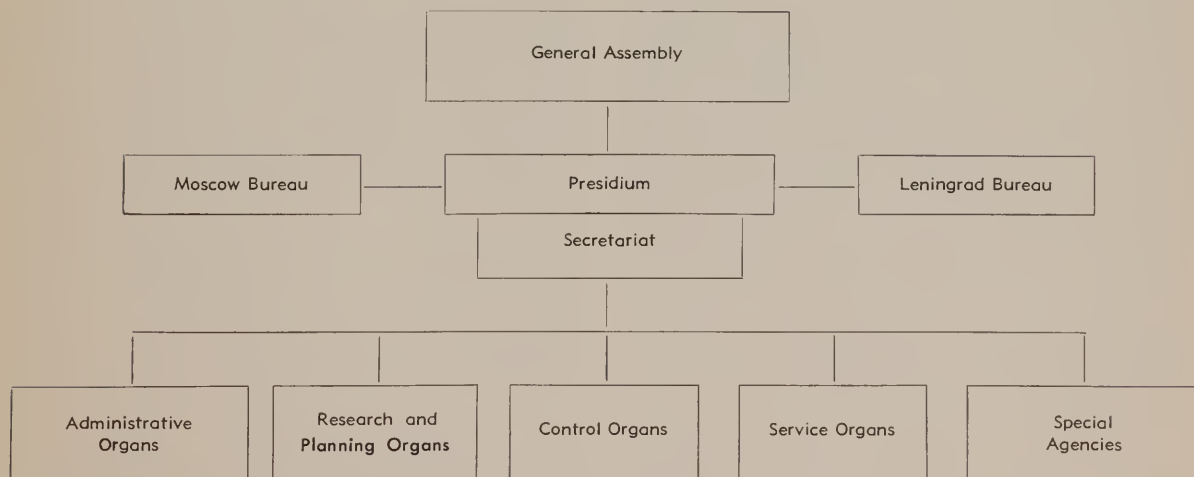 General Assembly
Moscow Bureau
Presidium
Leningrad Bureau
Secretariat
Administrative
Organs
Research and
Planning Organs
Control Organs
Service Organs
Special
Agencies